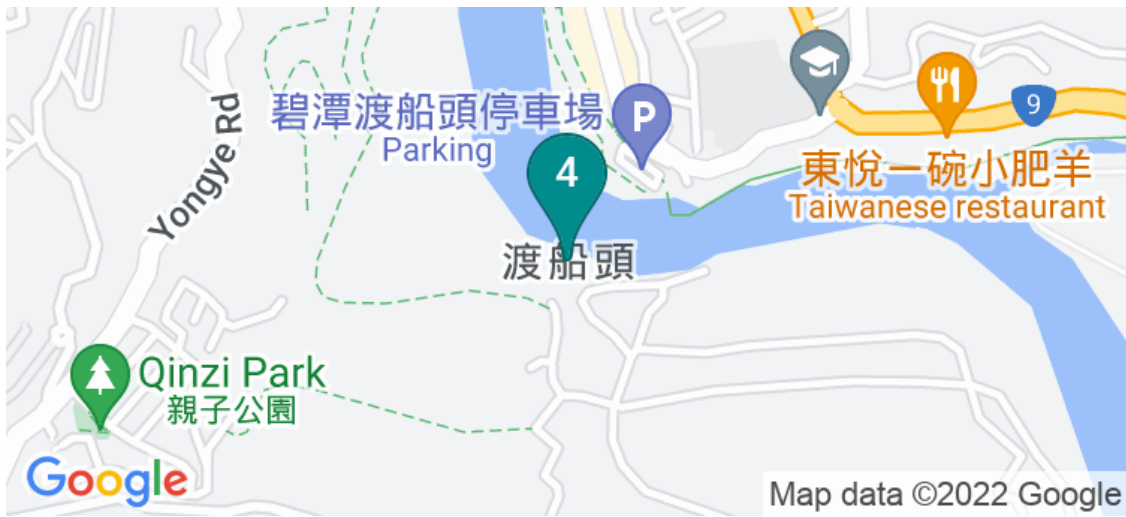 9
碧潭渡船頭停車場
P
Parking
4
Yongye Rd
東悅一碗小肥羊
Taiwanese restaurant
渡船頭
Qinzi Park
親子公園
Google
Map data ©2022 Google